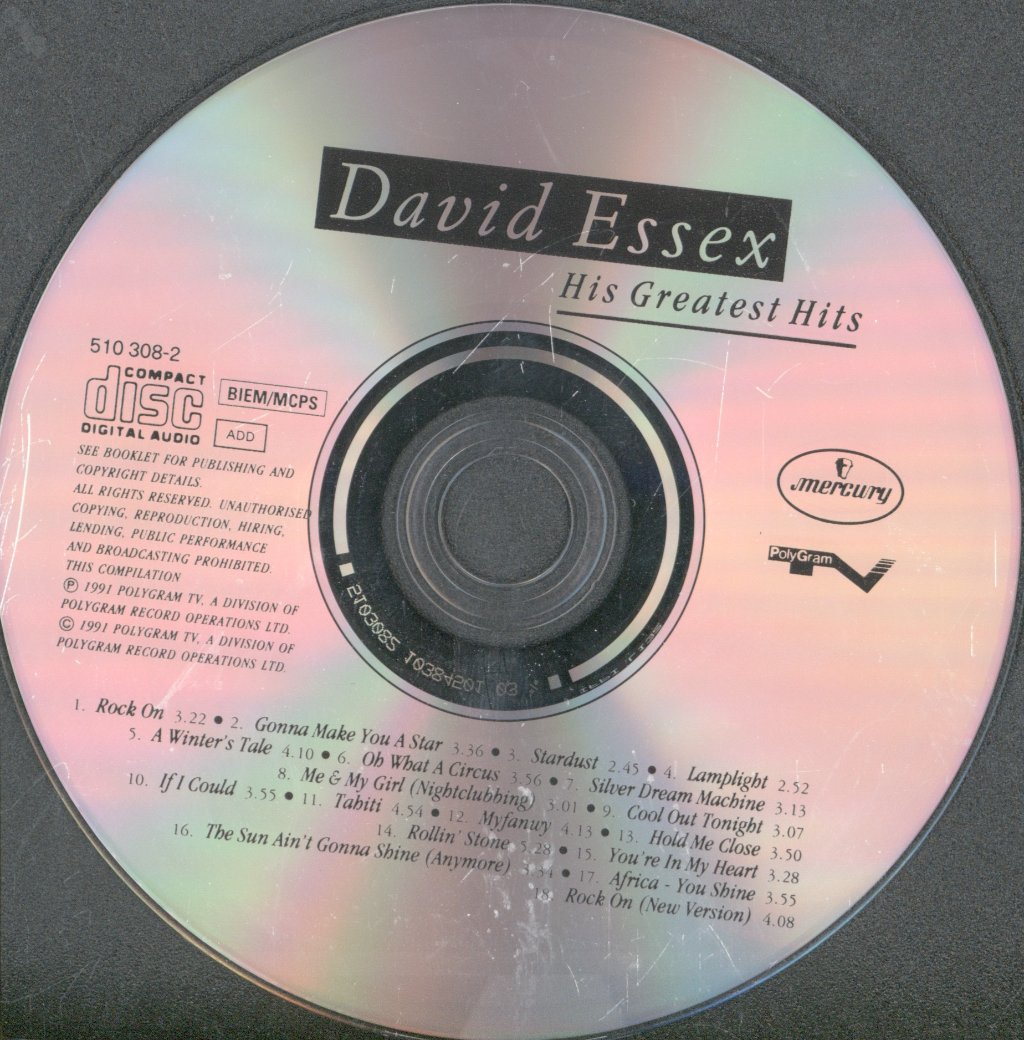 David Essex
His Greatest Hits
510 308-2
COMPACT
disc
DIGITAL AUDIO
BIEM/MCPS
ADD
SEE BOOKLET FOR PUBLISHING AND
COPYRIGHT DETAILS.
ALL RIGHTS RESERVED. UNAUTHORISED
COPYING, REPRODUCTION, HIRING,
LENDING, PUBLIC PERFORMANCE
AND BROADCASTING PROHIBITED.
THIS COMPILATION
Ⓟ 1991 POLYGRAM TV, A DIVISION OF
POLYGRAM RECORD OPERATIONS LTD.
© 1991 POLYGRAM TV, A DIVISION OF
POLYGRAM RECORD OPERATIONS LTD.
mercury
PolyGram
1. Rock On 3.22 • 2. Gonna Make You A Star 3.36 • 3. Stardust 2.45 • 4. Lamplight 2.52
5. A Winter's Tale 4.10 • 6. Oh What A Circus 3.56 • 7. Silver Dream Machine 3.13
8. Me & My Girl (Nightclubbing) 3.01 • 9. Cool Out Tonight 3.07
10. If I Could 3.55 • 11. Tahiti 4.54 • 12. Myfanwy 4.13 • 13. Hold Me Close 3.50
14. Rollin' Stone 5.28 • 15. You're In My Heart 3.28
16. The Sun Ain't Gonna Shine (Anymore) 3.34 • 17. Africa - You Shine 3.55
18. Rock On (New Version) 4.08